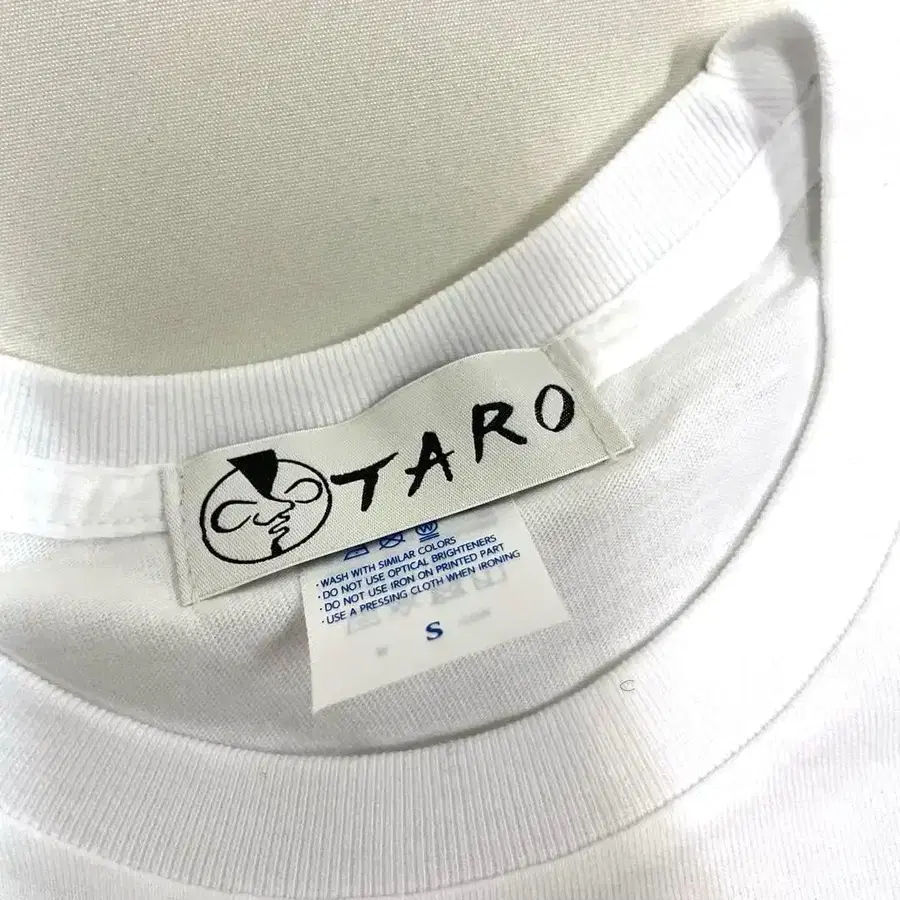 TARO
· WASH WITH SIMILAR COLORS
· DO NOT USE OPTICAL BRIGHTENERS
· DO NOT USE IRON ON PRINTED PART
· USE A PRESSING CLOTH WHEN IRONING
S